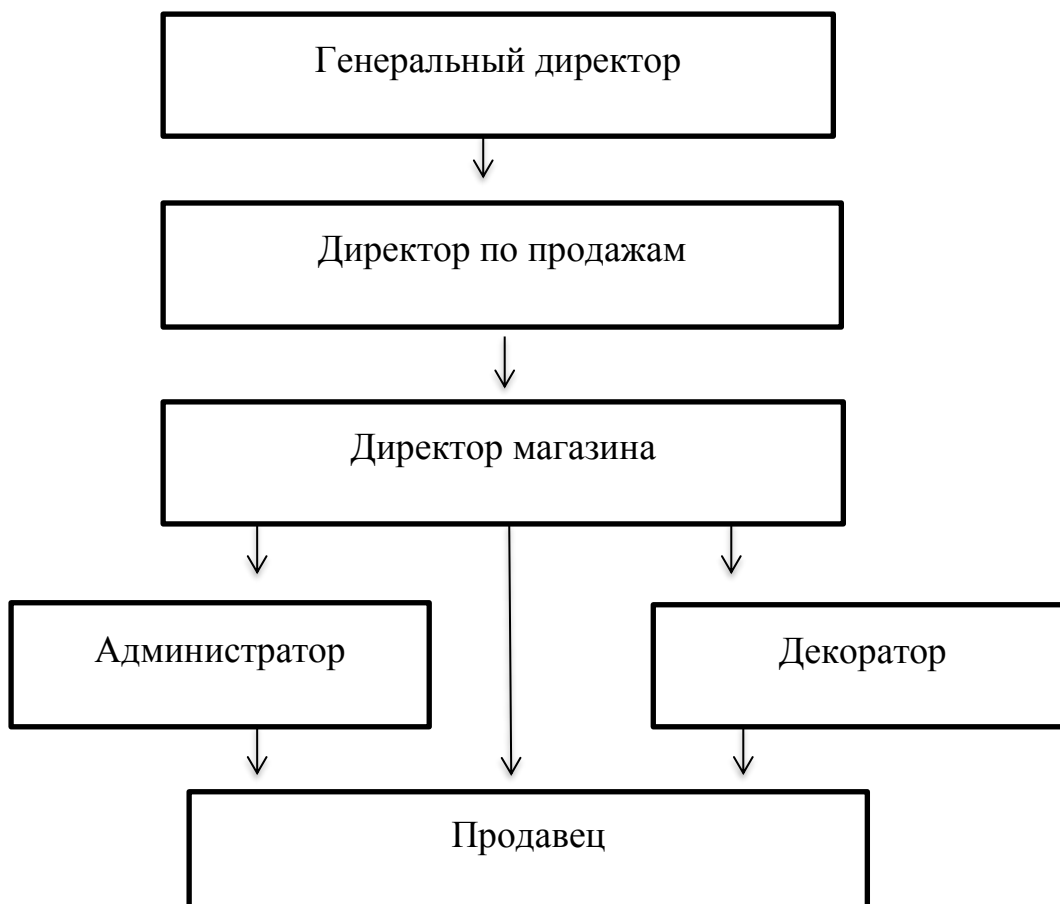 Генеральный директор
Директор по продажам
Директор магазина
Администратор
Декоратор
Продавец